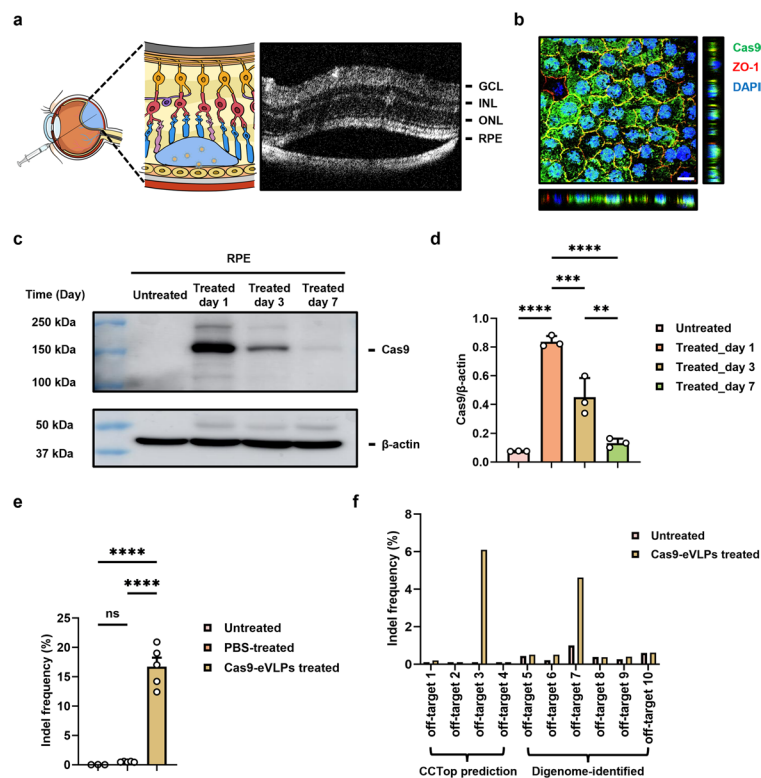 a
GCL
INL
ONL
RPE
b
Cas9
ZO-1
DAPI
c
RPE
Time (Day)
Untreated
Treated day 1
Treated day 3
Treated day 7
250 kDa
150 kDa
100 kDa
Cas9
50 kDa
37 kDa
β-actin
d
****
***
****
**
Cas9/β-actin
1.0
0.8
0.6
0.4
0.2
0.0
Untreated
Treated_day 1
Treated_day 3
Treated_day 7
e
****
****
ns
Indel frequency (%)
25
20
15
10
5
0
Untreated
PBS-treated
Cas9-eVLPs treated
f
Indel frequency (%)
8
6
4
2
0
Untreated
Cas9-eVLPs treated
off-target 1
off-target 2
off-target 3
off-target 4
off-target 5
off-target 6
off-target 7
off-target 8
off-target 9
off-target 10
CCTop prediction
Digenome-identified